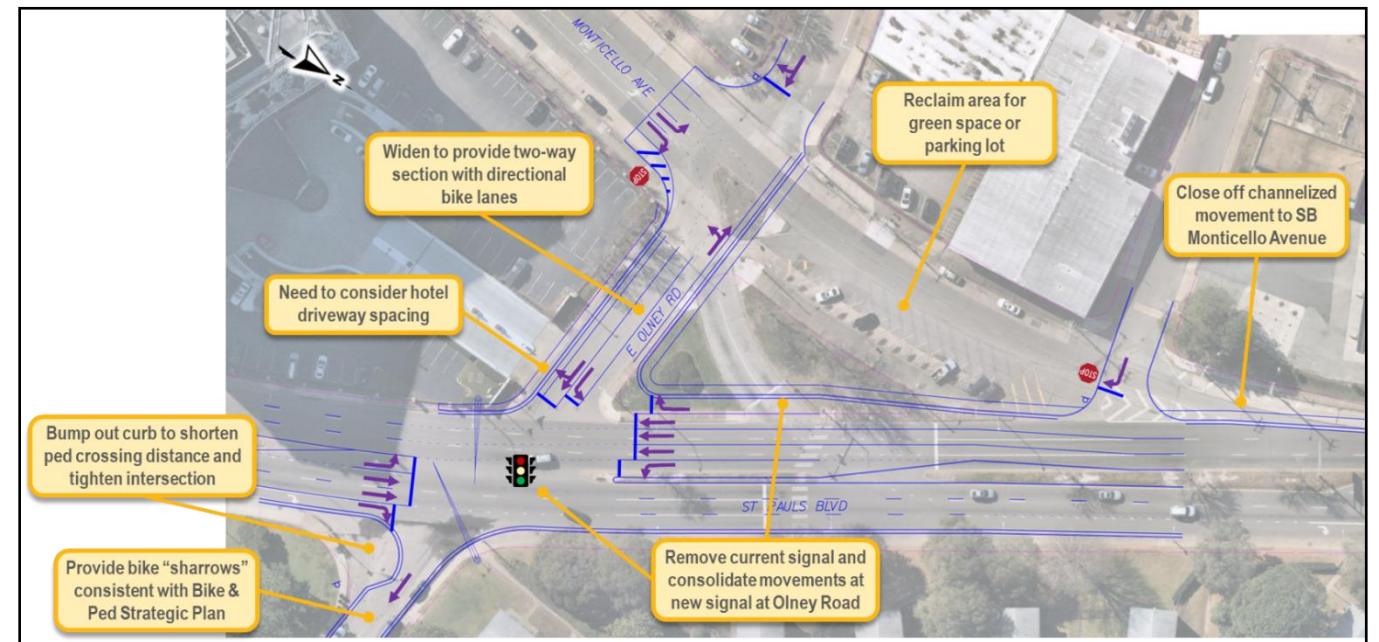 MONTICELLO AVE
N
Reclaim area for
green space or
parking lot
Widen to provide two-way
section with directional
bike lanes
STOP
Close off channelized
movement to SB
Monticello Avenue
Need to consider hotel
driveway spacing
E OLNEY RD
STOP
Bump out curb to shorten
ped crossing distance and
tighten intersection
ST PAULS BLVD
Provide bike “sharrows”
consistent with Bike &
Ped Strategic Plan
Remove current signal and
consolidate movements at
new signal at Olney Road